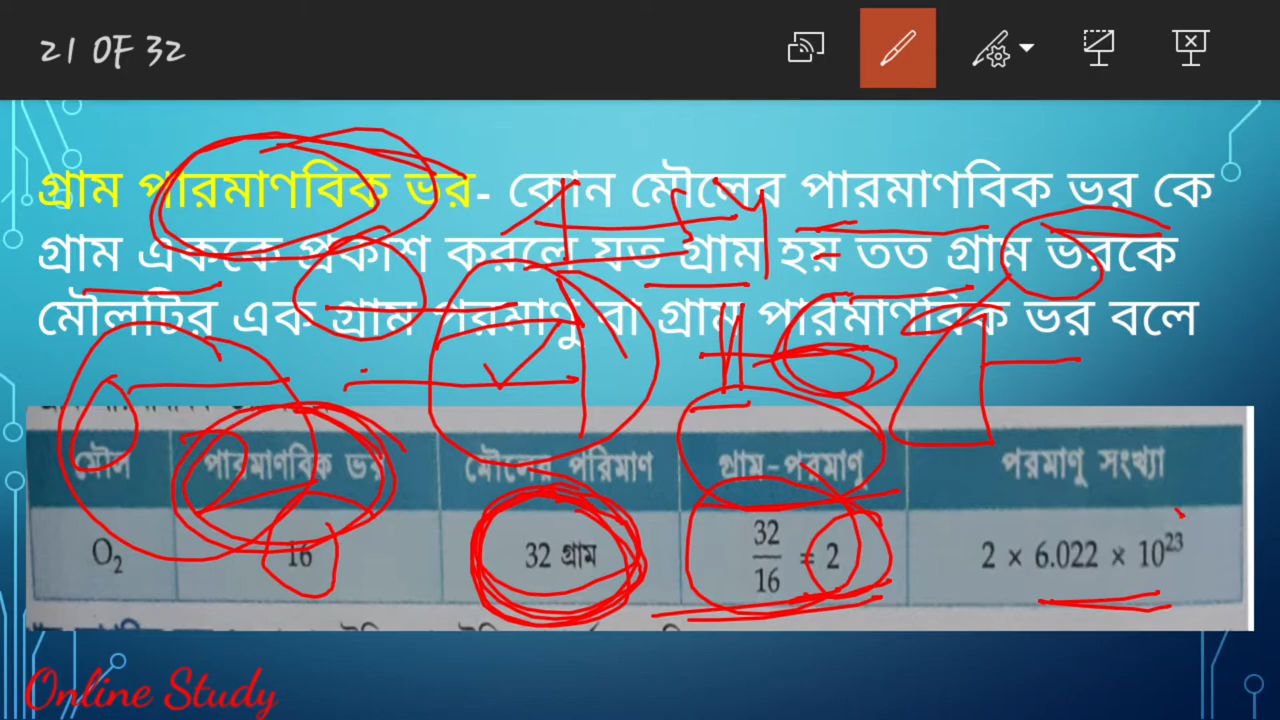 21 OF 32
গ্রাম পারমাণবিক ভর- কোন মৌলের পারমাণবিক ভর কে
গ্রাম এককে প্রকাশ করলে যত গ্রাম হয় তত গ্রাম ভরকে
মৌলটির এক গ্রাম পরমাণু বা গ্রাম পারমাণবিক ভর বলে
মৌল পারমাণবিক ভর মৌলের পরিমাণ গ্রাম-পরমাণু পরমাণু সংখ্যা
O₂ 16 32 গ্রাম 32/16 = 2 2 × 6.022 × 10²³
Online Study